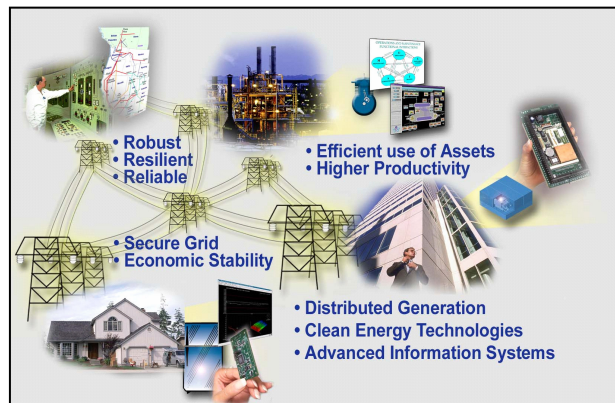 • Robust
• Resilient
• Reliable
• Efficient use of Assets
• Higher Productivity
• Secure Grid
• Economic Stability
• Distributed Generation
• Clean Energy Technologies
• Advanced Information Systems